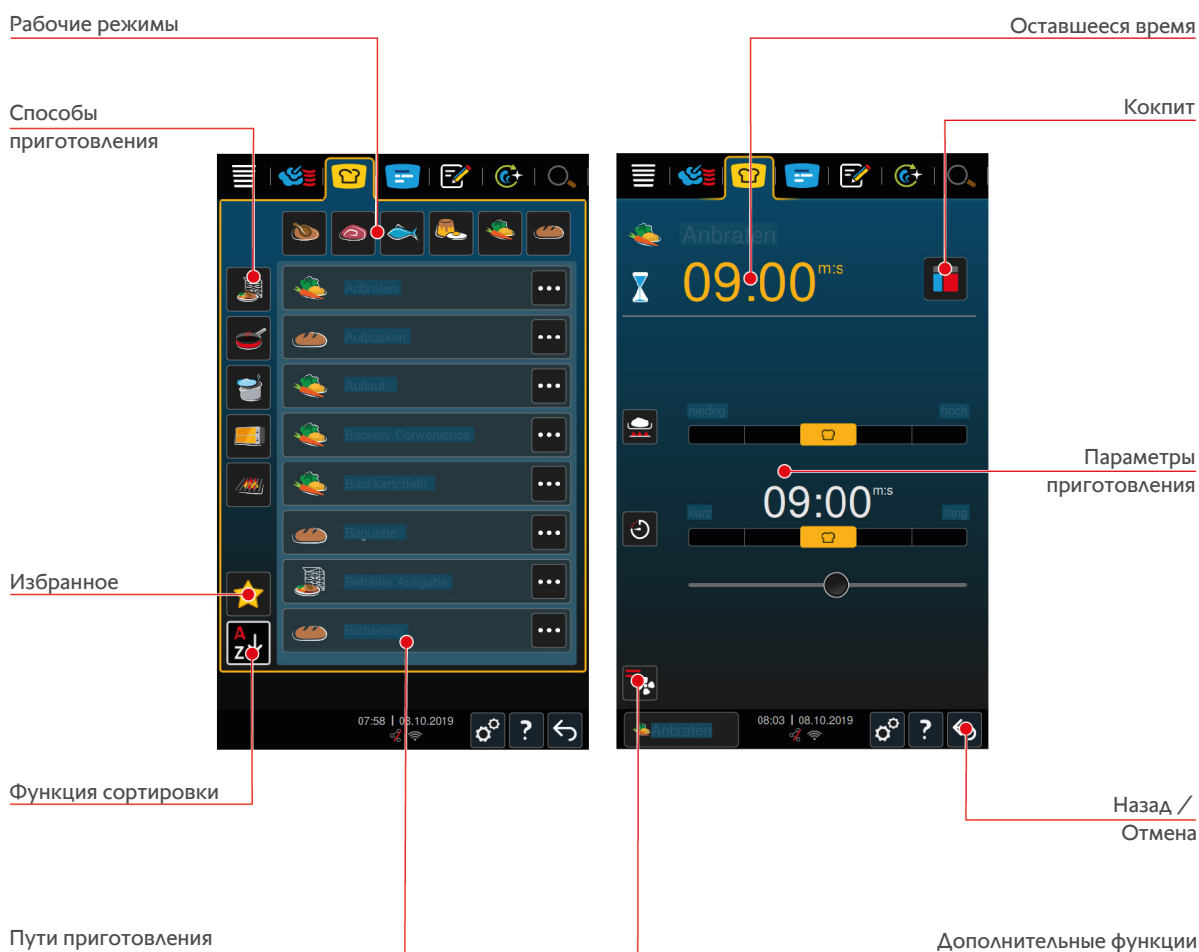 Рабочие режимы
Оставшееся время
Способы
приготовления
Кокпит
Anbraten
09:00 m:s
Anbraten
Aufbacken
Auflauf
niedrig
hoch
Backen/ Convenience
Параметры
приготовления
Backkartoffeln
09:00 m:s
kurz
lang
Baguette
Избранное
Behälter Ausgabe
A
Z
Blätterteig
07:58 | 08.10.2019
?
Anbraten
08:03 | 08.10.2019
?
Функция сортировки
Назад /
Отмена
Пути приготовления
Дополнительные функции